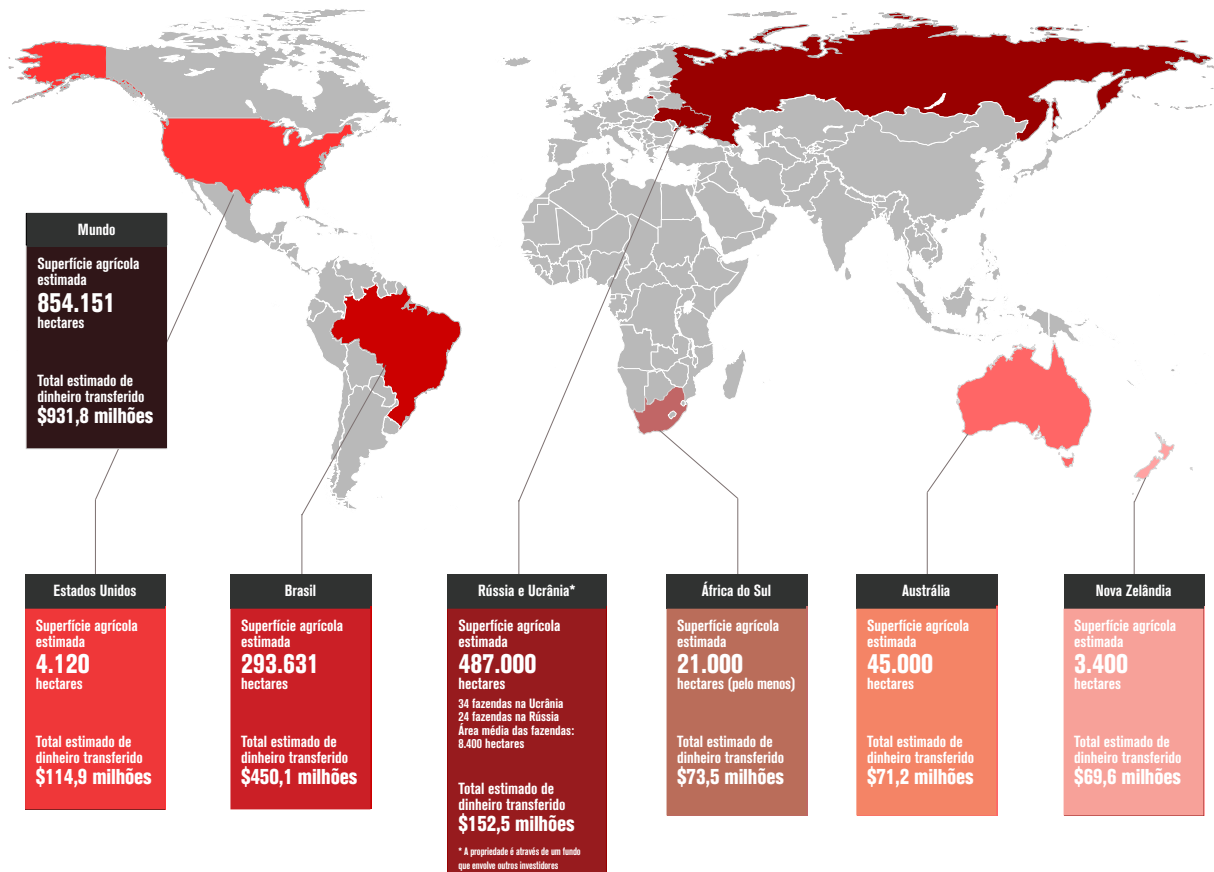 Mundo
Superfície agrícola
estimada
854.151
hectares
Total estimado de
dinheiro transferido
$931,8 milhões
Estados Unidos
Superfície agrícola
estimada
4.120
hectares
Total estimado de
dinheiro transferido
$114,9 milhões
Brasil
Superfície agrícola
estimada
293.631
hectares
Total estimado de
dinheiro transferido
$450,1 milhões
Rússia e Ucrânia*
Superfície agrícola
estimada
487.000
hectares
34 fazendas na Ucrânia
24 fazendas na Rússia
Área média das fazendas:
8.400 hectares
Total estimado de
dinheiro transferido
$152,5 milhões
* A propriedade é através de um fundo
que envolve outros investidores
África do Sul
Superfície agrícola
estimada
21.000
hectares (pelo menos)
Total estimado de
dinheiro transferido
$73,5 milhões
Austrália
Superfície agrícola
estimada
45.000
hectares
Total estimado de
dinheiro transferido
$71,2 milhões
Nova Zelândia
Superfície agrícola
estimada
3.400
hectares
Total estimado de
dinheiro transferido
$69,6 milhões